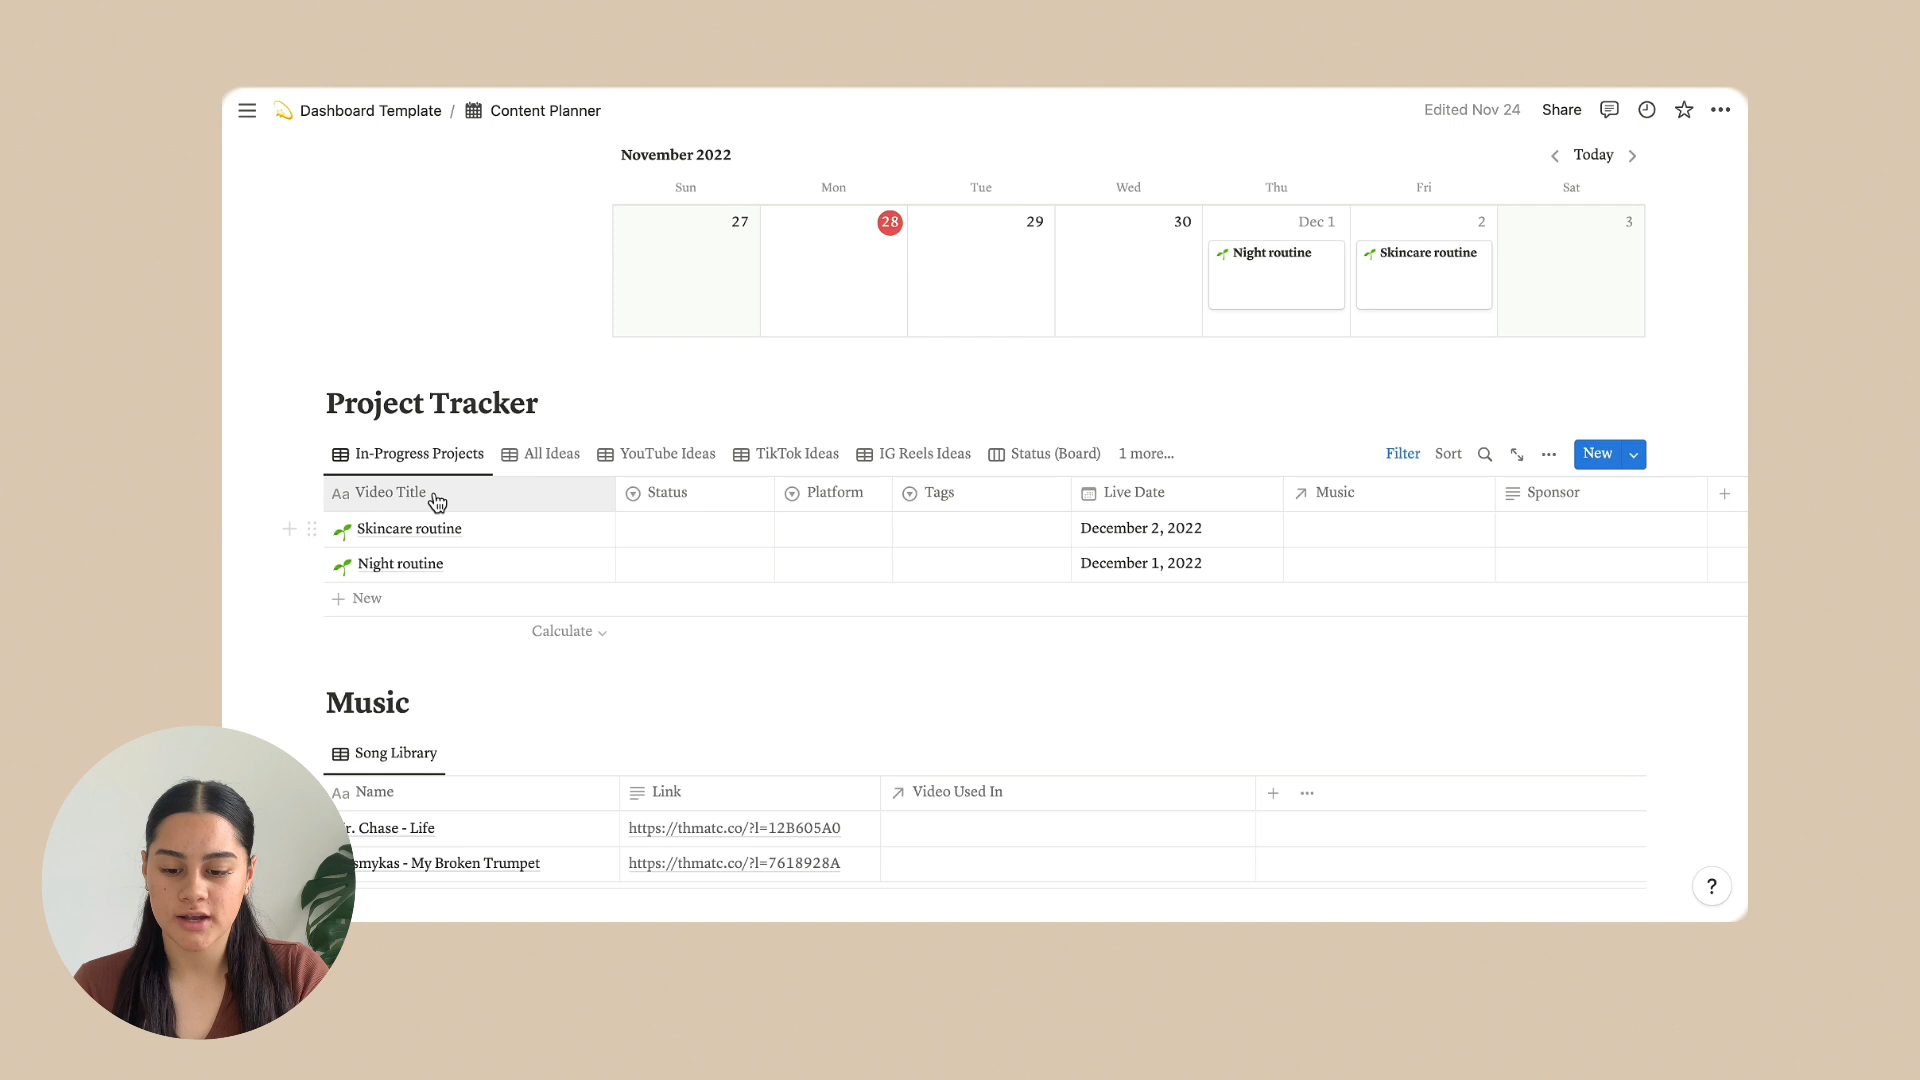 Dashboard Template / Content Planner
Edited Nov 24 Share
November 2022
Today
Sun Mon Tue Wed Thu Fri Sat
27 28 29 30 Dec 1 2 3
Night routine Skincare routine
Project Tracker
In-Progress Projects All Ideas YouTube Ideas TikTok Ideas IG Reels Ideas Status (Board) 1 more...
Filter Sort New
Aa Video Title Status Platform Tags Live Date Music Sponsor
Skincare routine December 2, 2022
Night routine December 1, 2022
+ New
Calculate
Music
Song Library
Aa Name Link Video Used In
r. Chase - Life https://thmatc.co/?l=12B605A0
smykas - My Broken Trumpet https://thmatc.co/?l=7618928A
?